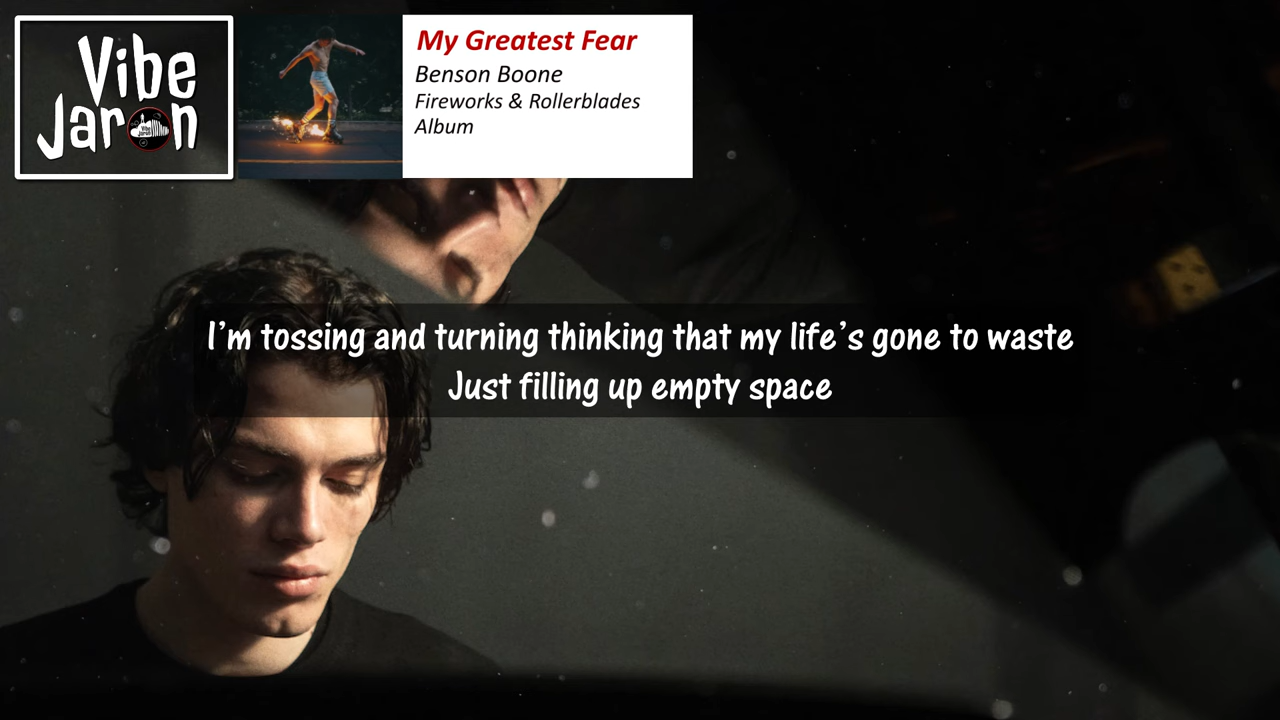 Vibe
Jaron
My Greatest Fear
Benson Boone
Fireworks & Rollerblades
Album
I'm tossing and turning thinking that my life's gone to waste
Just filling up empty space